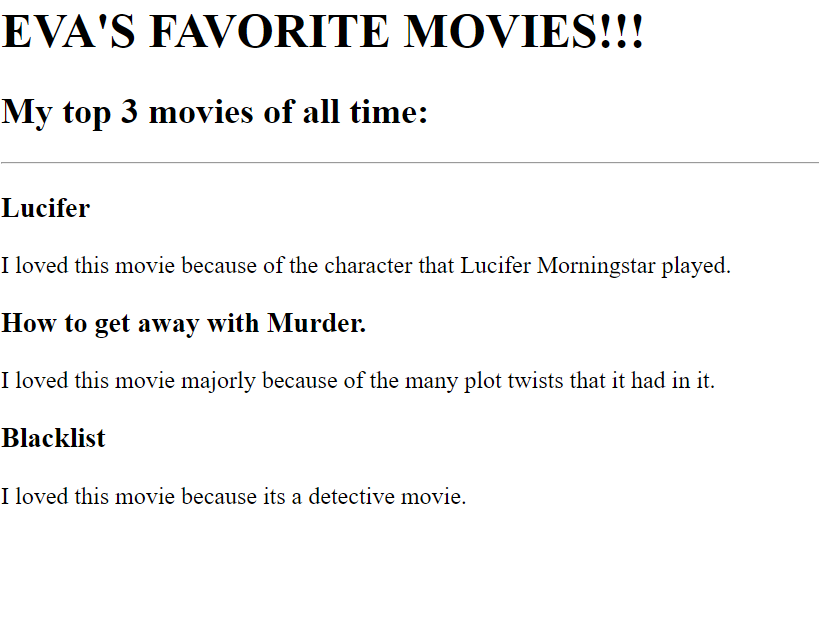 EVA'S FAVORITE MOVIES!!!
My top 3 movies of all time:
Lucifer
I loved this movie because of the character that Lucifer Morningstar played.
How to get away with Murder.
I loved this movie majorly because of the many plot twists that it had in it.
Blacklist
I loved this movie because its a detective movie.